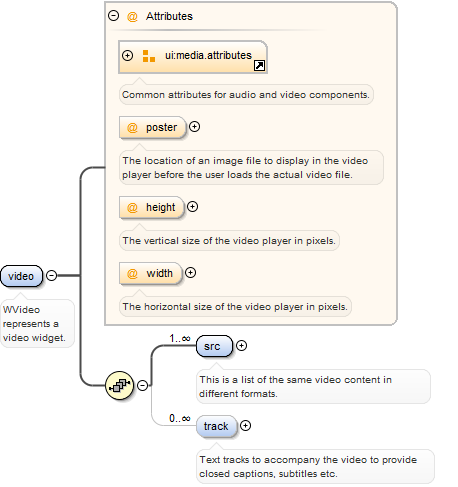 @ Attributes
ui:media.attributes
Common attributes for audio and video components.
@ poster
The location of an image file to display in the video
player before the user loads the actual video file.
@ height
The vertical size of the video player in pixels.
@ width
The horizontal size of the video player in pixels.
video
WVideo
represents a
video widget.
1..∞
src
This is a list of the same video content in
different formats.
0..∞
track
Text tracks to accompany the video to provide
closed captions, subtitles etc.